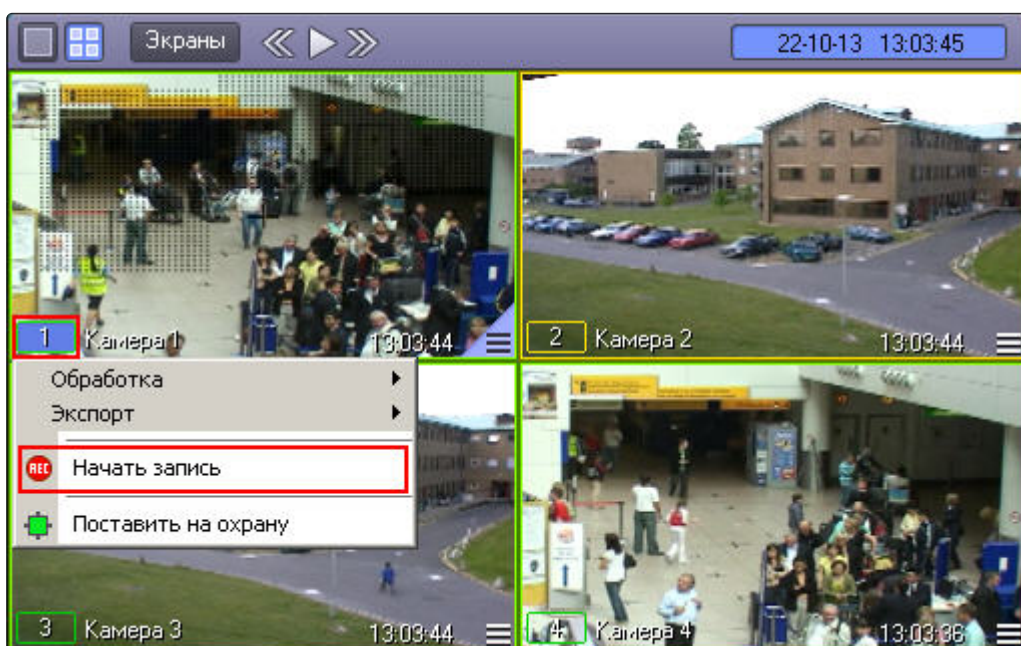 Экраны
22-10-13 13:03:45
1 Камера 1 13:03:44
2 Камера 2 13:03:44
Обработка
Экспорт
REC Начать запись
Поставить на охрану
3 Камера 3 13:03:44
4 Камера 4 13:03:36